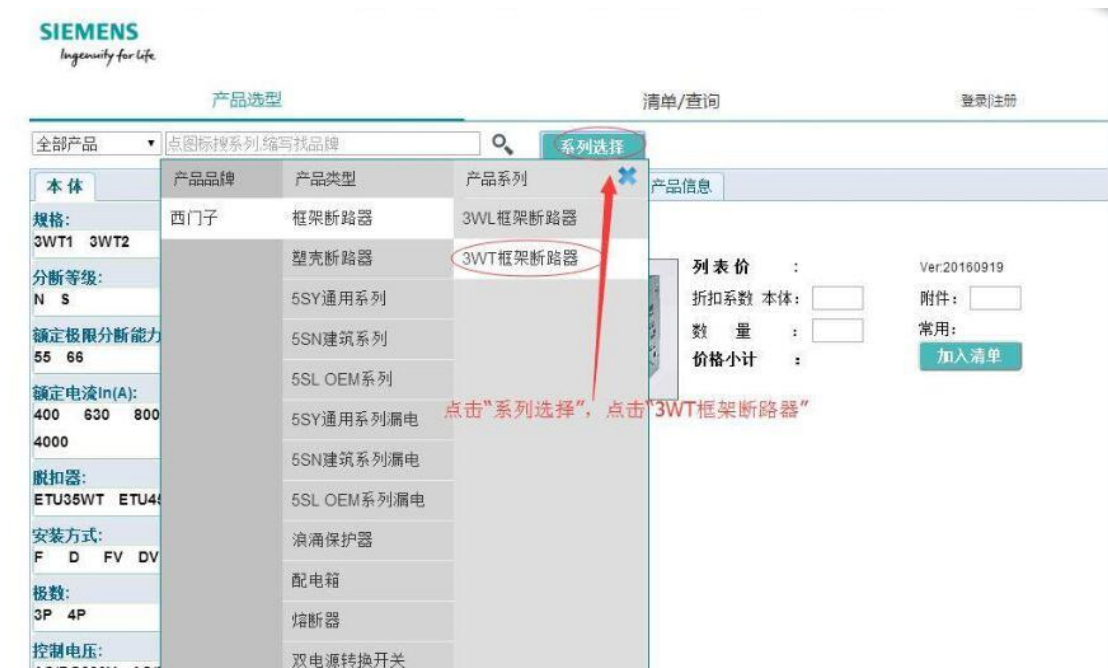 SIEMENS
Ingenuity for life
产品选型 清单/查询 登录|注册
全部产品 点图标搜系列,缩写找品牌 系列选择
本体 产品品牌 产品类型 产品系列 产品信息
规格: 西门子 框架断路器 3WL框架断路器
3WT1 3WT2
塑壳断路器 3WT框架断路器 列表价 : Ver:20160919
分断等级:
N S 5SY通用系列 折扣系数 本体: 附件:
额定极限分断能力 5SN建筑系列 数 量 : 常用:
55 66 价格小计 : 加入清单
额定电流In(A): 5SL OEM系列
400 630 800 5SY通用系列漏电 点击“系列选择”，点击“3WT框架断路器”
4000
5SN建筑系列漏电
脱扣器:
ETU35WT ETU45 5SL OEM系列漏电
安装方式: 浪涌保护器
F D FV DV
配电箱
极数:
3P 4P 熔断器
控制电压: 双电源转换开关